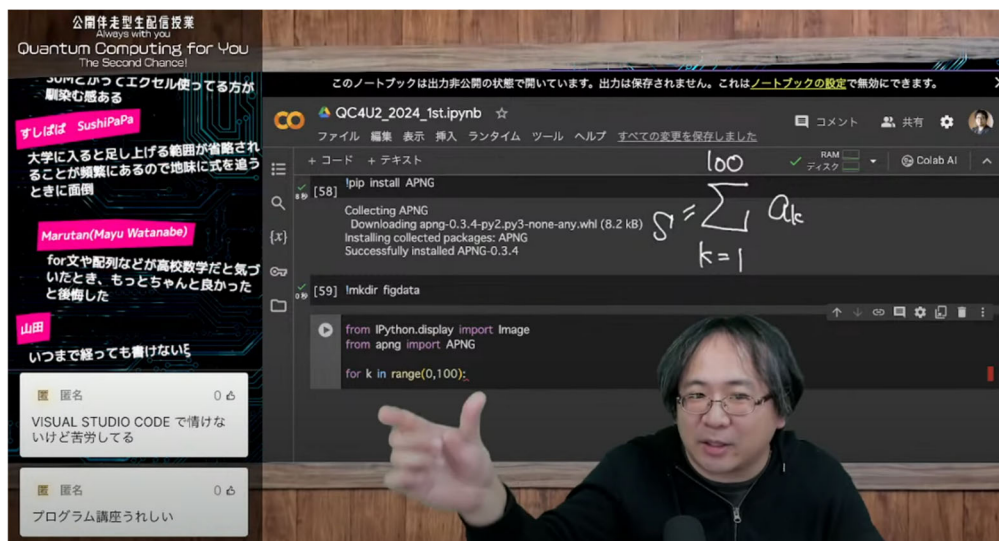 公開伴走型生配信授業
Always with you
Quantum Computing for You
The Second Chance!
SUMとかってエクセル使ってる方が
馴染む感ある
すしぱぱ SushiPaPa
大学に入ると足し上げる範囲が省略され
ることが頻繁にあるので地味に式を追う
ときに面倒
Marutan(Mayu Watanabe)
for文や配列などが高校数学だと気づ
いたとき、もっとちゃんと良かった
と後悔した
山田
いつまで経っても書けないξ
匿 匿名 0
VISUAL STUDIO CODE で情けな
いけど苦労してる
匿 匿名 0
プログラム講座うれしい
このノートブックは出力非公開の状態で開いています。出力は保存されません。これはノートブックの設定で無効にできます。
CO QC4U2_2024_1st.ipynb
コメント 共有
ファイル 編集 表示 挿入 ランタイム ツール ヘルプ すべての変更を保存しました
+ コード + テキスト
RAM
ディスク
Colab AI
[58] !pip install APNG
8秒
Collecting APNG
Downloading apng-0.3.4-py2.py3-none-any.whl (8.2 kB)
Installing collected packages: APNG
Successfully installed APNG-0.3.4
[59] !mkdir figdata
0秒
from IPython.display import Image
from apng import APNG
for k in range(0,100):
{x}
100
S = Σ ak
k=1